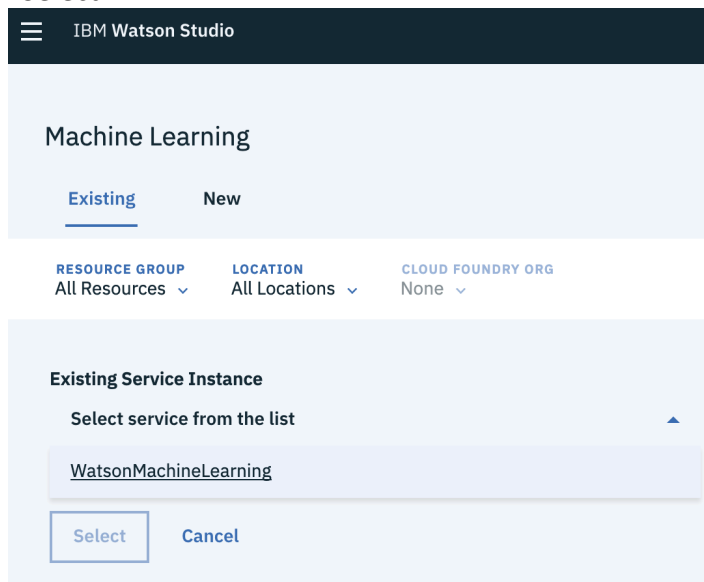 IBM Watson Studio
Machine Learning
Existing New
RESOURCE GROUP LOCATION CLOUD FOUNDRY ORG
All Resources All Locations None
Existing Service Instance
Select service from the list
WatsonMachineLearning
Select Cancel